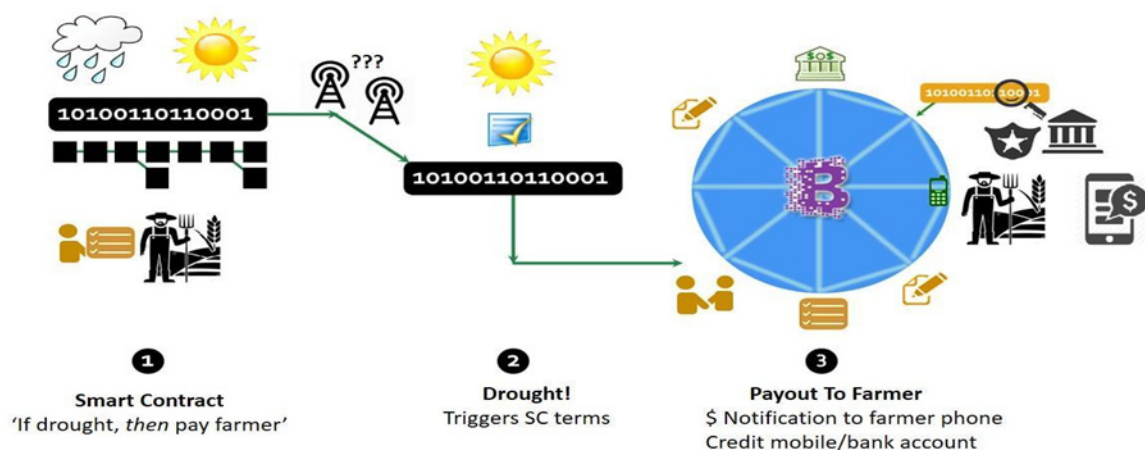 ???
10100110110001
10100110110001
$O$
10100110110001
B
$
1
Smart Contract
'If drought, then pay farmer'
2
Drought!
Triggers SC terms
3
Payout To Farmer
$ Notification to farmer phone
Credit mobile/bank account